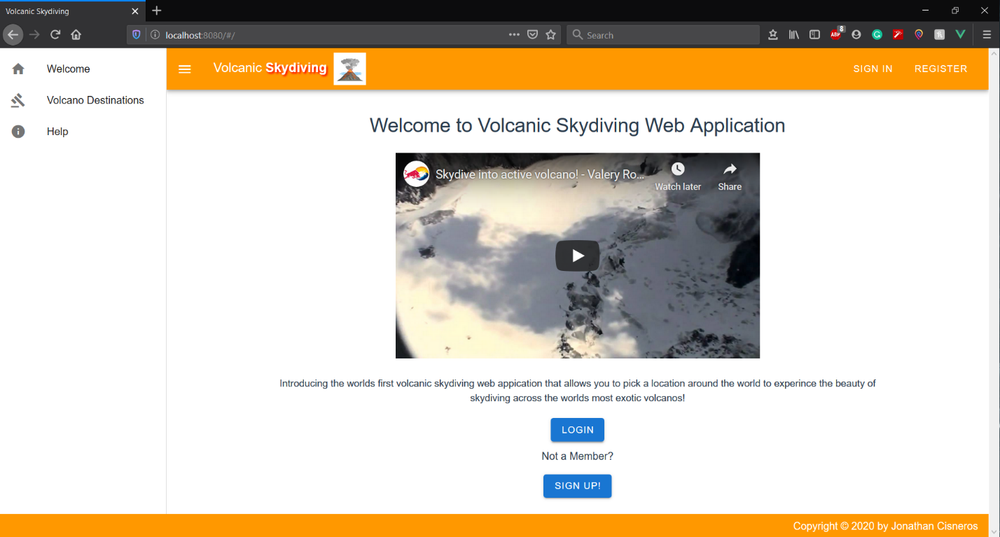 Volcanic Skydiving
localhost:8080/#/
Search
ABP
8
Welcome
Volcano Destinations
Help
Volcanic Skydiving
SIGN IN
REGISTER
Welcome to Volcanic Skydiving Web Application
Skydive into active volcano! - Valery Ro...
Watch later
Share
Introducing the worlds first volcanic skydiving web appication that allows you to pick a location around the world to experince the beauty of
skydiving across the worlds most exotic volcanos!
LOGIN
Not a Member?
SIGN UP!
Copyright © 2020 by Jonathan Cisneros